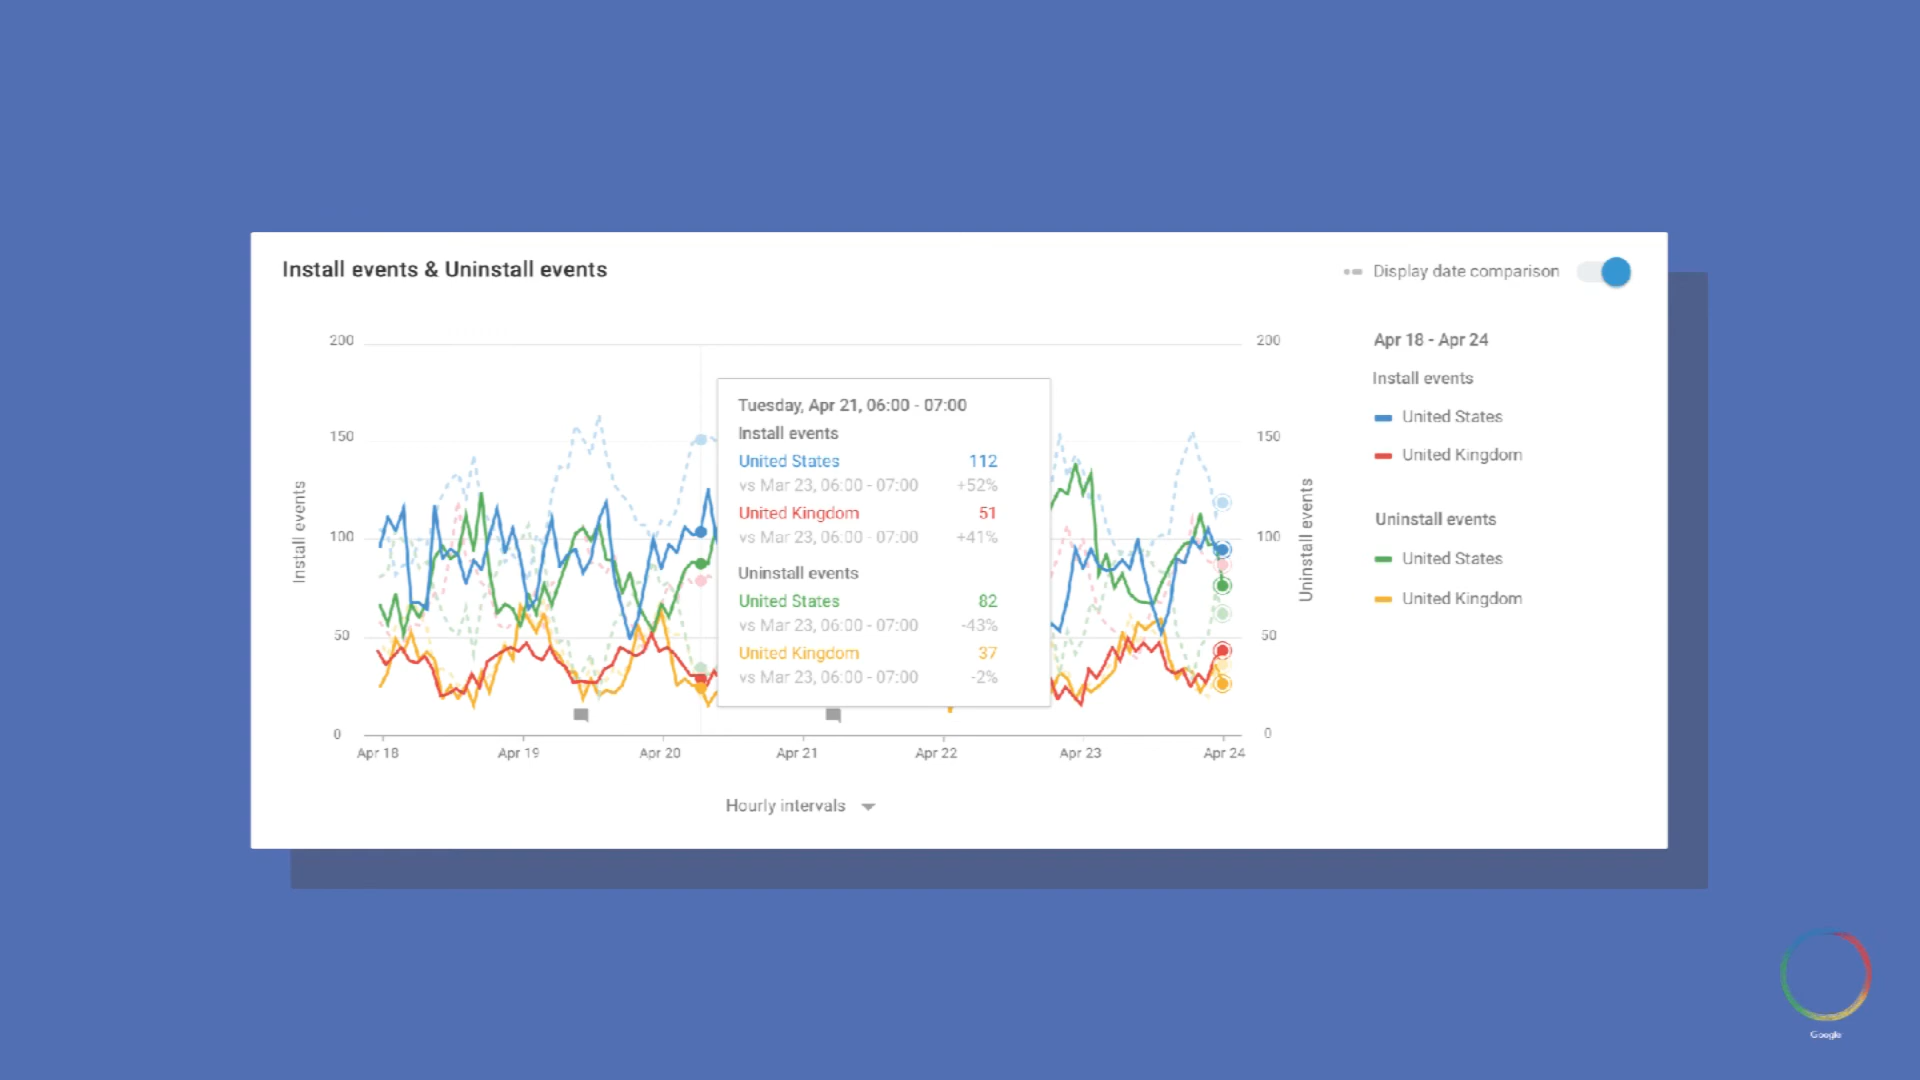 Install events & Uninstall events
Display date comparison
200
150
100
50
0
Install events
200
150
100
50
0
Uninstall events
Apr 18
Apr 19
Apr 20
Apr 21
Apr 22
Apr 23
Apr 24
Tuesday, Apr 21, 06:00 - 07:00
Install events
United States 112
vs Mar 23, 06:00 - 07:00 +52%
United Kingdom 51
vs Mar 23, 06:00 - 07:00 +41%
Uninstall events
United States 82
vs Mar 23, 06:00 - 07:00 -43%
United Kingdom 37
vs Mar 23, 06:00 - 07:00 -2%
Hourly intervals
Apr 18 - Apr 24
Install events
United States
United Kingdom
Uninstall events
United States
United Kingdom
Google